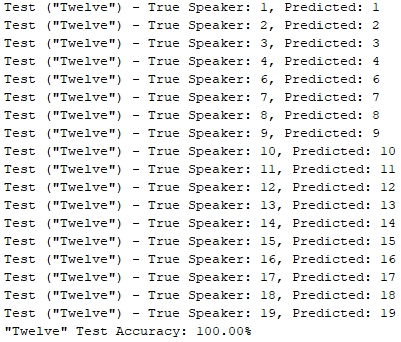 Test ("Twelve") - True Speaker: 1, Predicted: 1
Test ("Twelve") - True Speaker: 2, Predicted: 2
Test ("Twelve") - True Speaker: 3, Predicted: 3
Test ("Twelve") - True Speaker: 4, Predicted: 4
Test ("Twelve") - True Speaker: 6, Predicted: 6
Test ("Twelve") - True Speaker: 7, Predicted: 7
Test ("Twelve") - True Speaker: 8, Predicted: 8
Test ("Twelve") - True Speaker: 9, Predicted: 9
Test ("Twelve") - True Speaker: 10, Predicted: 10
Test ("Twelve") - True Speaker: 11, Predicted: 11
Test ("Twelve") - True Speaker: 12, Predicted: 12
Test ("Twelve") - True Speaker: 13, Predicted: 13
Test ("Twelve") - True Speaker: 14, Predicted: 14
Test ("Twelve") - True Speaker: 15, Predicted: 15
Test ("Twelve") - True Speaker: 16, Predicted: 16
Test ("Twelve") - True Speaker: 17, Predicted: 17
Test ("Twelve") - True Speaker: 18, Predicted: 18
Test ("Twelve") - True Speaker: 19, Predicted: 19
"Twelve" Test Accuracy: 100.00%